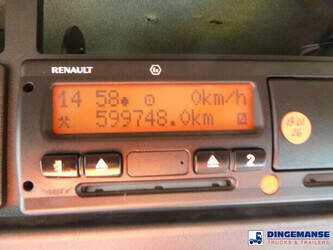 RENAULT
14 58 0km/h
599748.0km
1 2
DINGEMANSE
TRUCKS & TRAILERS